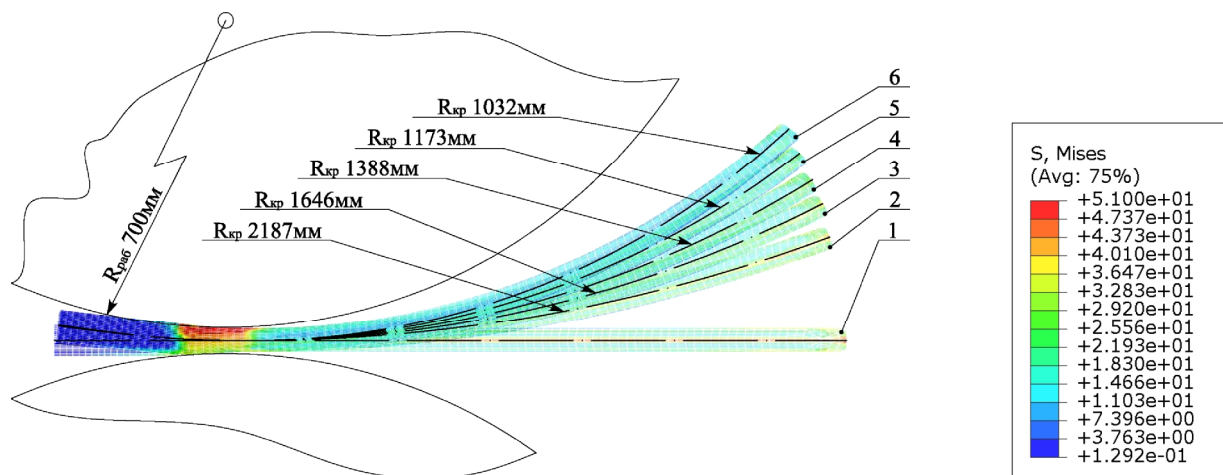 Rкр 1032мм
Rкр 1173мм
Rкр 1388мм
Rкр 1646мм
Rкр 2187мм
Rраб 700мм
6
5
4
3
2
1
S, Mises
(Avg: 75%)
+5.100e+01
+4.737e+01
+4.373e+01
+4.010e+01
+3.647e+01
+3.283e+01
+2.920e+01
+2.556e+01
+2.193e+01
+1.830e+01
+1.466e+01
+1.103e+01
+7.396e+00
+3.763e+00
+1.292e-01